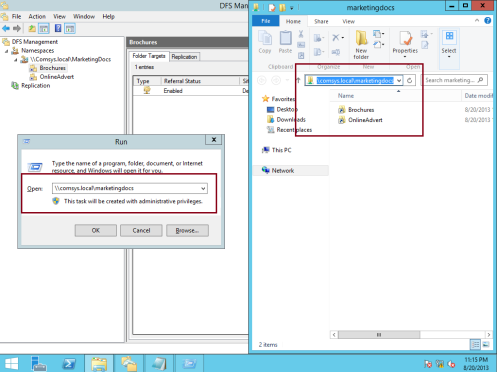 DFS Man
File Action View Window Help
DFS Management
Namespaces
\\Comsys.local\MarketingDocs
Brochures
OnlineAdvert
Replication
Brochures
Folder Targets Replication
1 entries
Type Referral Status Sit
Enabled De
Run
Type the name of a program, folder, document, or Internet
resource, and Windows will open it for you.
Open: \\comsys.local\marketingdocs
This task will be created with administrative privileges.
OK Cancel Browse...
marketingdocs
File Home Share View
Copy Paste New folder Properties Select
Clipboard Organize New Open
\\comsys.local\marketingdocs
Search marketing...
Favorites
Desktop
Downloads
Recent places
This PC
Network
Name Date modif
Brochures 8/20/2013
OnlineAdvert 8/20/2013
2 items
11:15 PM
8/20/2013